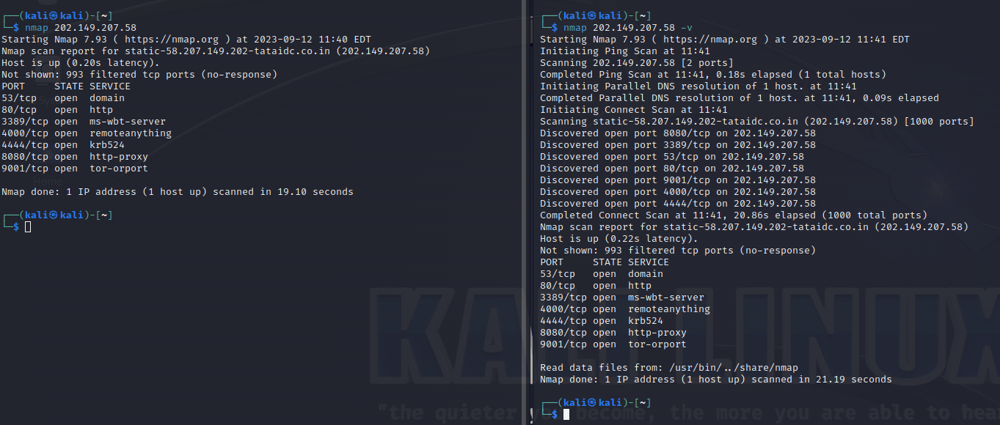 ┌──(kali㉿kali)-[~]
└─$ nmap 202.149.207.58
Starting Nmap 7.93 ( https://nmap.org ) at 2023-09-12 11:40 EDT
Nmap scan report for static-58.207.149.202-tataidc.co.in (202.149.207.58)
Host is up (0.20s latency).
Not shown: 993 filtered tcp ports (no-response)
PORT     STATE SERVICE
53/tcp   open  domain
80/tcp   open  http
3389/tcp open  ms-wbt-server
4000/tcp open  remoteanything
4444/tcp open  krb524
8080/tcp open  http-proxy
9001/tcp open  tor-orport
Home
Nmap done: 1 IP address (1 host up) scanned in 19.10 seconds
┌──(kali㉿kali)-[~]
└─$
┌──(kali㉿kali)-[~]
└─$ nmap 202.149.207.58 -v
Starting Nmap 7.93 ( https://nmap.org ) at 2023-09-12 11:41 EDT
Initiating Ping Scan at 11:41
Scanning 202.149.207.58 [2 ports]
Completed Ping Scan at 11:41, 0.18s elapsed (1 total hosts)
Initiating Parallel DNS resolution of 1 host. at 11:41
Completed Parallel DNS resolution of 1 host. at 11:41, 0.09s elapsed
Initiating Connect Scan at 11:41
Scanning static-58.207.149.202-tataidc.co.in (202.149.207.58) [1000 ports]
Discovered open port 8080/tcp on 202.149.207.58
Discovered open port 3389/tcp on 202.149.207.58
Discovered open port 53/tcp on 202.149.207.58
Discovered open port 80/tcp on 202.149.207.58
Discovered open port 9001/tcp on 202.149.207.58
Discovered open port 4000/tcp on 202.149.207.58
Discovered open port 4444/tcp on 202.149.207.58
Completed Connect Scan at 11:41, 20.86s elapsed (1000 total ports)
Nmap scan report for static-58.207.149.202-tataidc.co.in (202.149.207.58)
Host is up (0.22s latency).
Not shown: 993 filtered tcp ports (no-response)
PORT     STATE SERVICE
53/tcp   open  domain
80/tcp   open  http
3389/tcp open  ms-wbt-server
4000/tcp open  remoteanything
4444/tcp open  krb524
8080/tcp open  http-proxy
9001/tcp open  tor-orport
Read data files from: /usr/bin/../share/nmap
Nmap done: 1 IP address (1 host up) scanned in 21.19 seconds
┌──(kali㉿kali)-[~]
└─$
KALI LINUX
"the quieter you become, the more you are able to hea